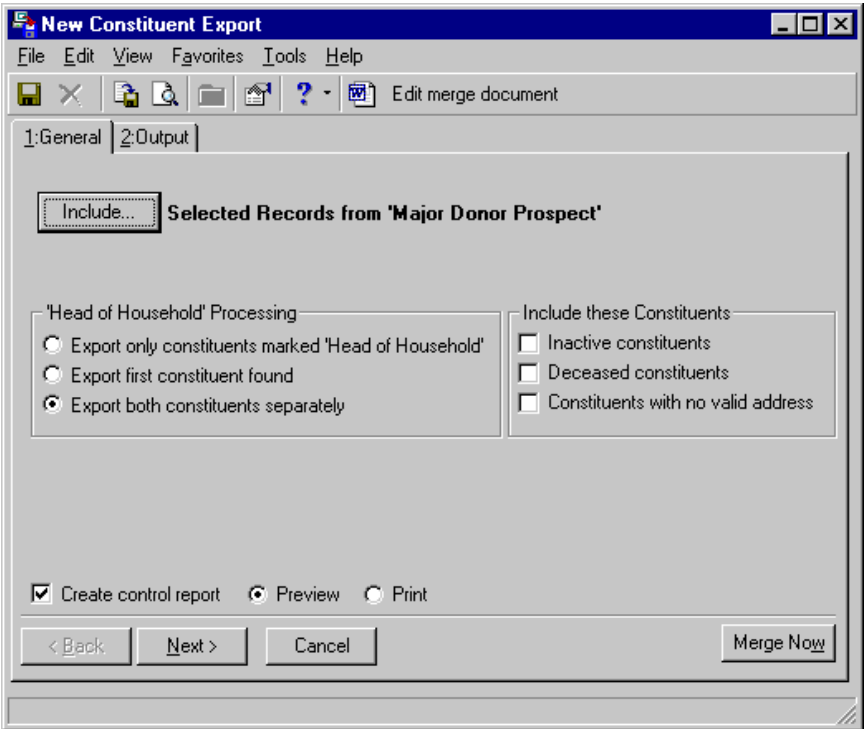 New Constituent Export
File Edit View Favorites Tools Help
? Edit merge document
1:General 2:Output
Include... Selected Records from 'Major Donor Prospect'
'Head of Household' Processing
Export only constituents marked 'Head of Household'
Export first constituent found
Export both constituents separately
Include these Constituents
Inactive constituents
Deceased constituents
Constituents with no valid address
Create control report Preview Print
< Back Next > Cancel Merge Now